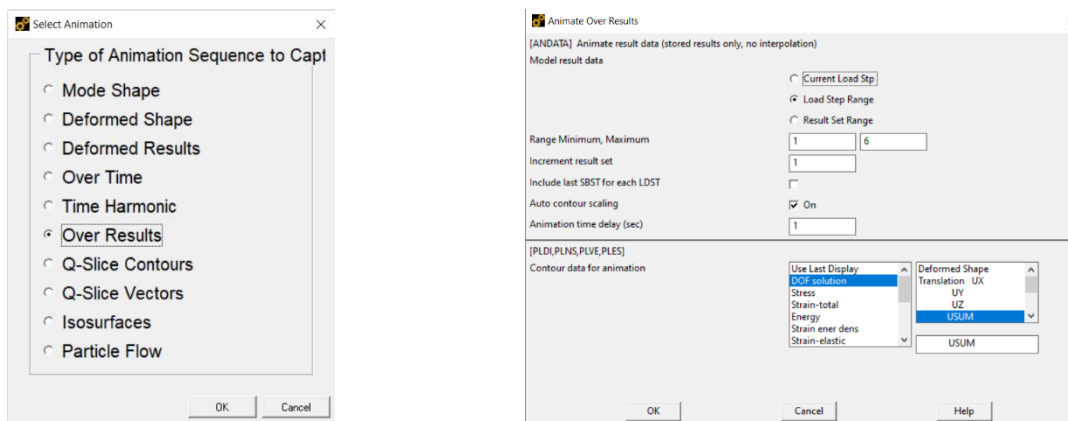 Select Animation
Type of Animation Sequence to Capt
Mode Shape
Deformed Shape
Deformed Results
Over Time
Time Harmonic
Over Results
Q-Slice Contours
Q-Slice Vectors
Isosurfaces
Particle Flow
OK Cancel
Animate Over Results
[ANDATA] Animate result data (stored results only, no interpolation)
Model result data
Current Load Stp
Load Step Range
Result Set Range
Range Minimum, Maximum 1 6
Increment result set 1
Include last SBST for each LDST
Auto contour scaling On
Animation time delay (sec) 1
[PLDI,PLNS,PLVE,PLES]
Contour data for animation
Use Last Display
DOF solution
Stress
Strain-total
Energy
Strain ener dens
Strain-elastic
Deformed Shape
Translation UX
UY
UZ
USUM
USUM
OK Cancel Help